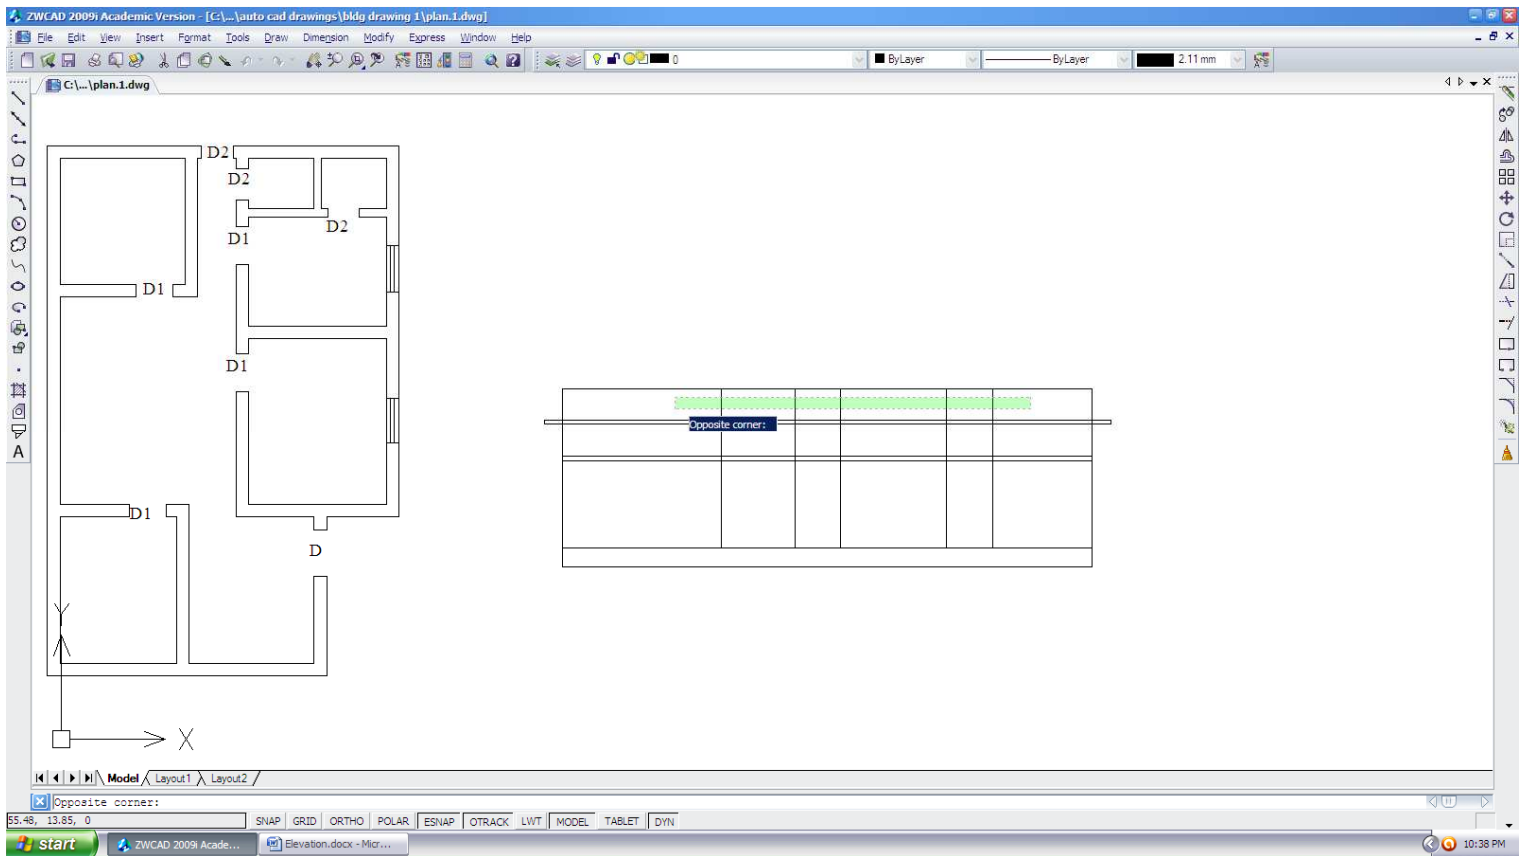 ZWCAD 2009i Academic Version - [C:\...\auto cad drawings\bldg drawing 1\plan.1.dwg]
File Edit View Insert Format Tools Draw Dimension Modify Express Window Help
0 ByLayer ByLayer 2.11 mm
C:\...\plan.1.dwg
D2
D2
D2
D1
D1
D1
D1
D
Opposite corner:
Y
X
A
Model Layout1 Layout2
Opposite corner:
55.48, 13.85, 0 SNAP GRID ORTHO POLAR ESNAP OTRACK LWT MODEL TABLET DYN
start ZWCAD 2009i Acade... Elevation.docx - Micr... 10:38 PM